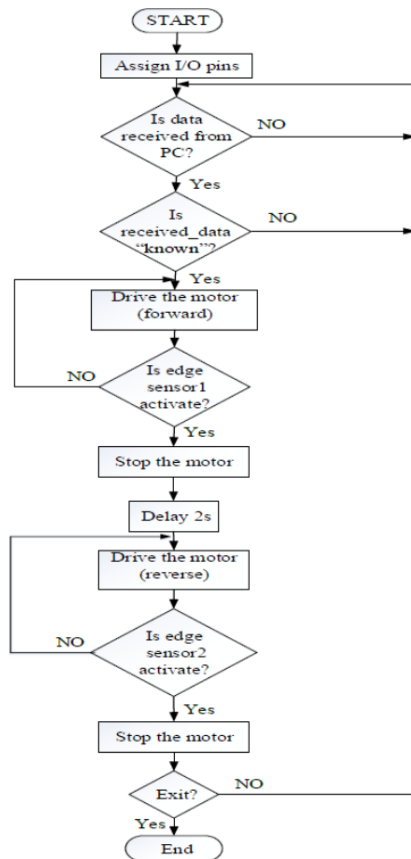 START
Assign I/O pins
Is data
received from
PC?
NO
Yes
Is
received_data
“known”?
NO
Yes
Drive the motor
(forward)
Is edge
sensor1
activate?
NO
Yes
Stop the motor
Delay 2s
Drive the motor
(reverse)
Is edge
sensor2
activate?
NO
Yes
Stop the motor
Exit?
NO
Yes
End